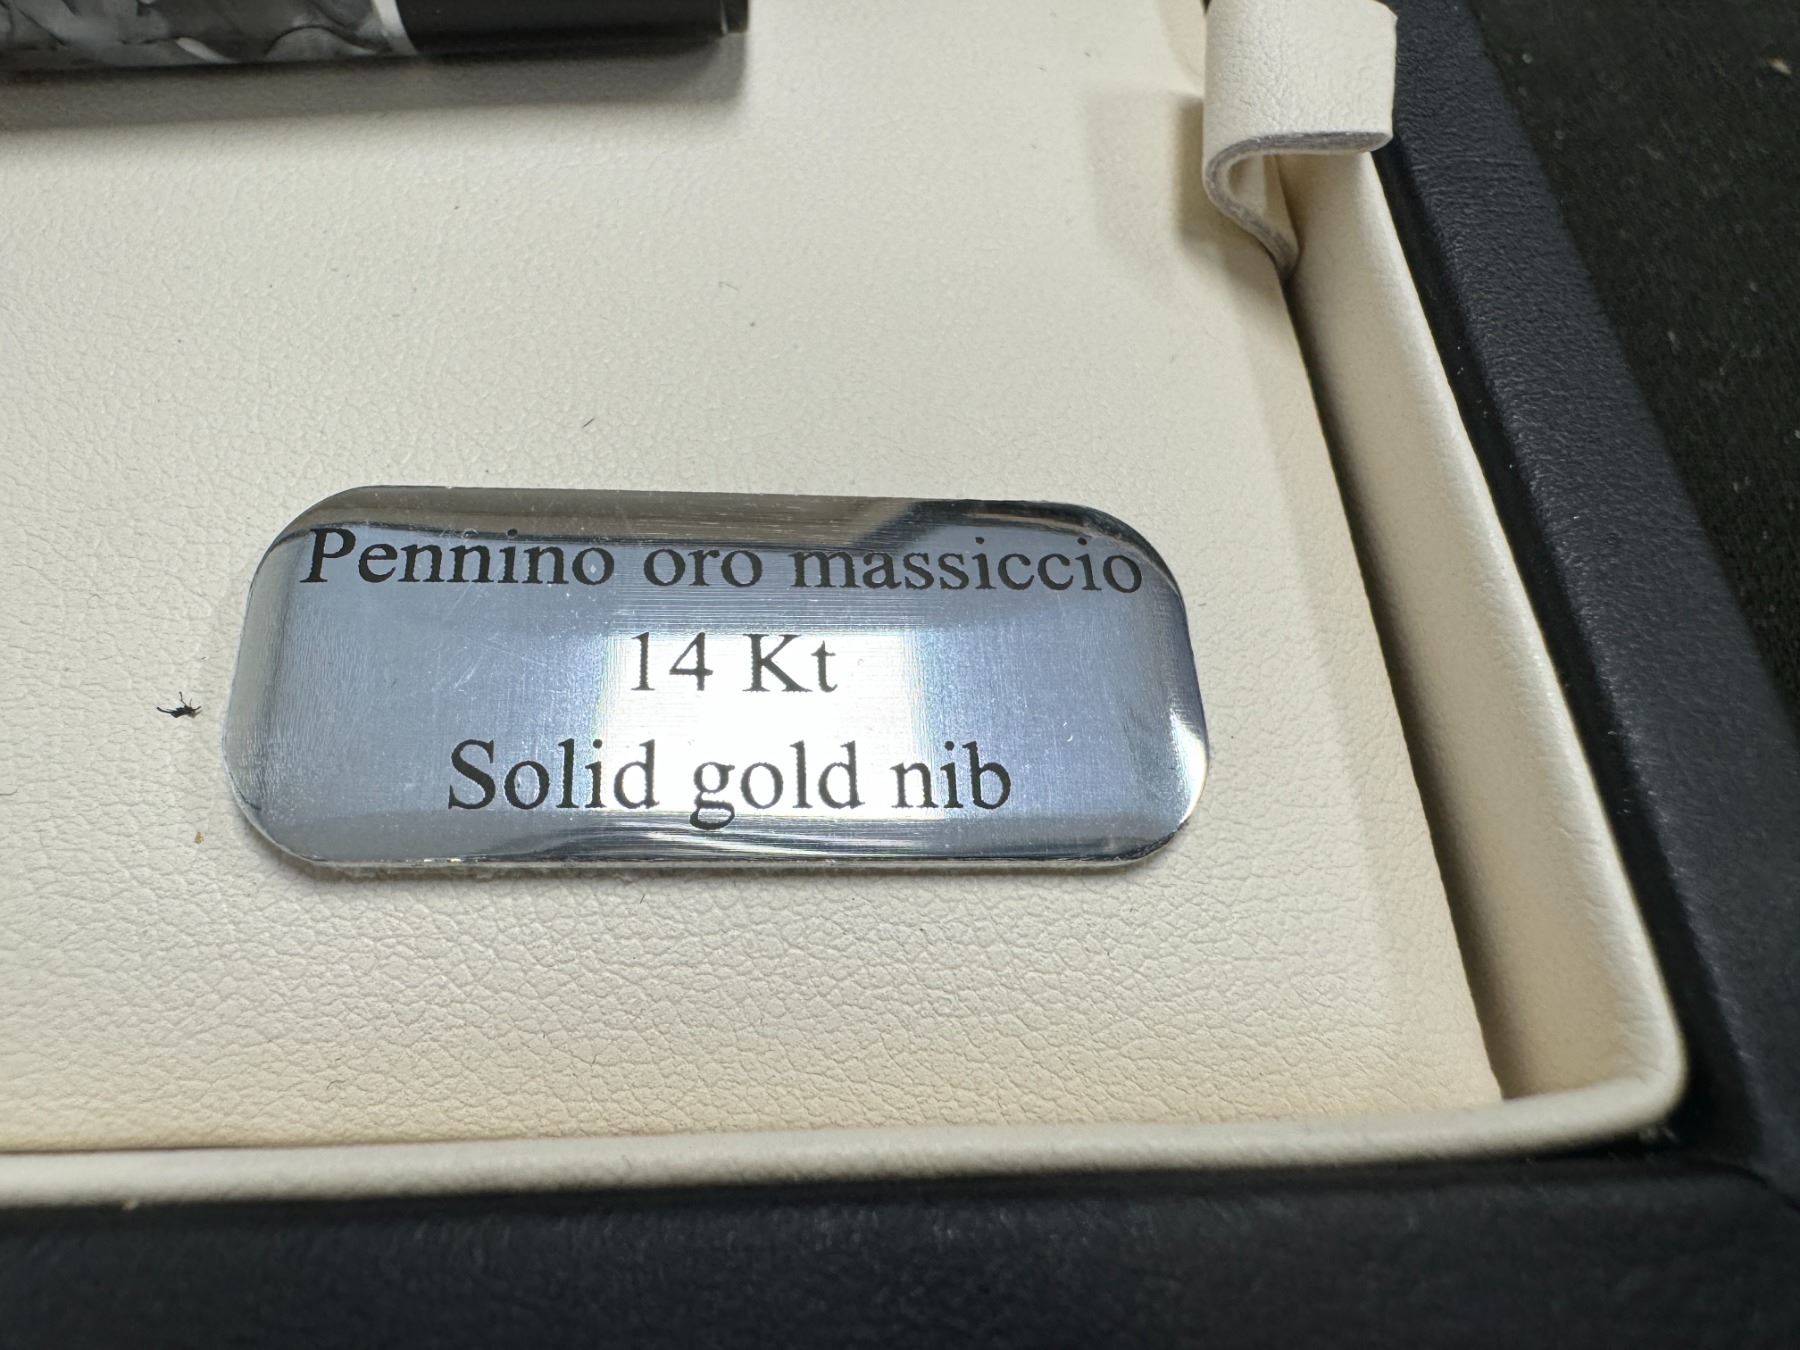 Pennino oro massiccio
14 Kt
Solid gold nib